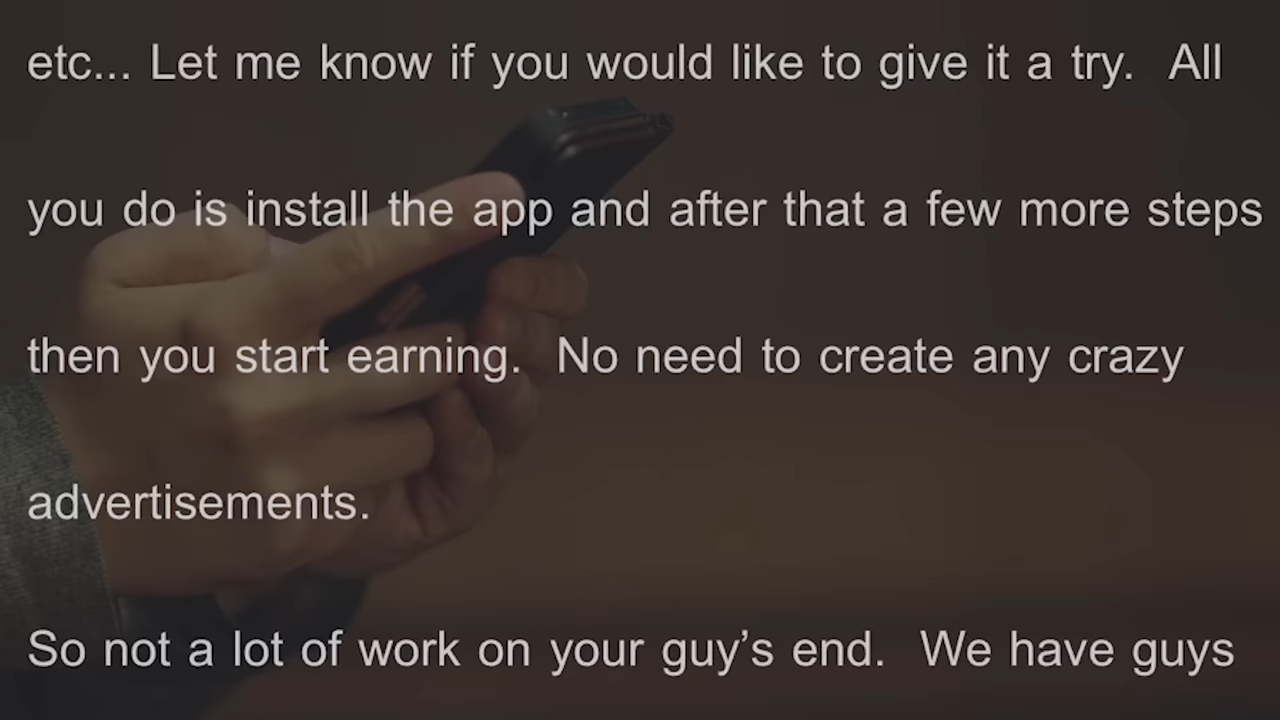 etc... Let me know if you would like to give it a try.  All
you do is install the app and after that a few more steps
then you start earning.  No need to create any crazy
advertisements.
So not a lot of work on your guy’s end.  We have guys